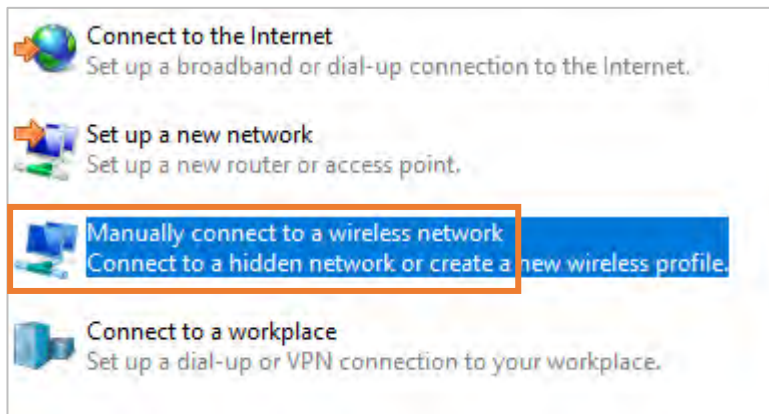 Connect to the Internet
Set up a broadband or dial-up connection to the Internet.
Set up a new network
Set up a new router or access point.
Manually connect to a wireless network
Connect to a hidden network or create a new wireless profile.
Connect to a workplace
Set up a dial-up or VPN connection to your workplace.